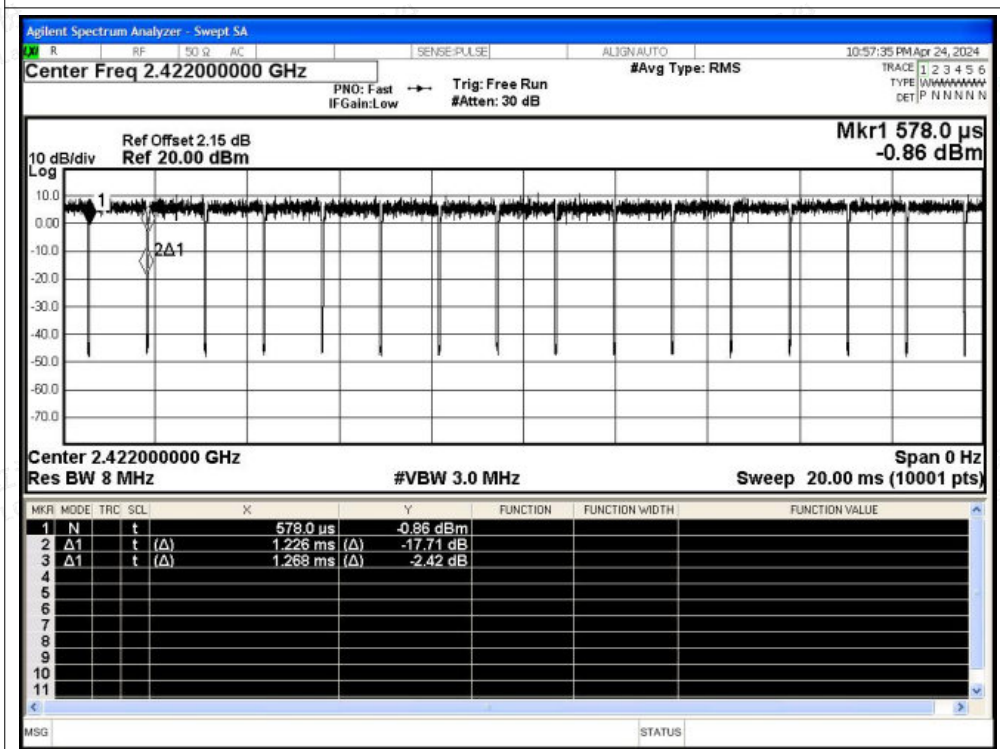 Agilent Spectrum Analyzer - Swept SA
R RF 50 Ω AC SENSE:PULSE ALIGN AUTO 10:57:35 PM Apr 24, 2024
Center Freq 2.422000000 GHz #Avg Type: RMS TRACE 1 2 3 4 5 6
PNO: Fast Trig: Free Run TYPE
IFGain:Low #Atten: 30 dB DET P N N N N N
Mkr1 578.0 µs
Ref Offset 2.15 dB
10 dB/div Ref 20.00 dBm -0.86 dBm
Log
10.0
1
0.00
-10.0
2Δ1
-20.0
-30.0
-40.0
-50.0
-60.0
-70.0
Center 2.422000000 GHz Span 0 Hz
Res BW 8 MHz #VBW 3.0 MHz Sweep 20.00 ms (10001 pts)
MKR MODE TRC SCL X Y FUNCTION FUNCTION WIDTH FUNCTION VALUE
1 N t 578.0 µs -0.86 dBm
2 Δ1 t (Δ) 1.226 ms (Δ) -17.71 dB
3 Δ1 t (Δ) 1.268 ms (Δ) -2.42 dB
4
5
6
7
8
9
10
11
MSG STATUS